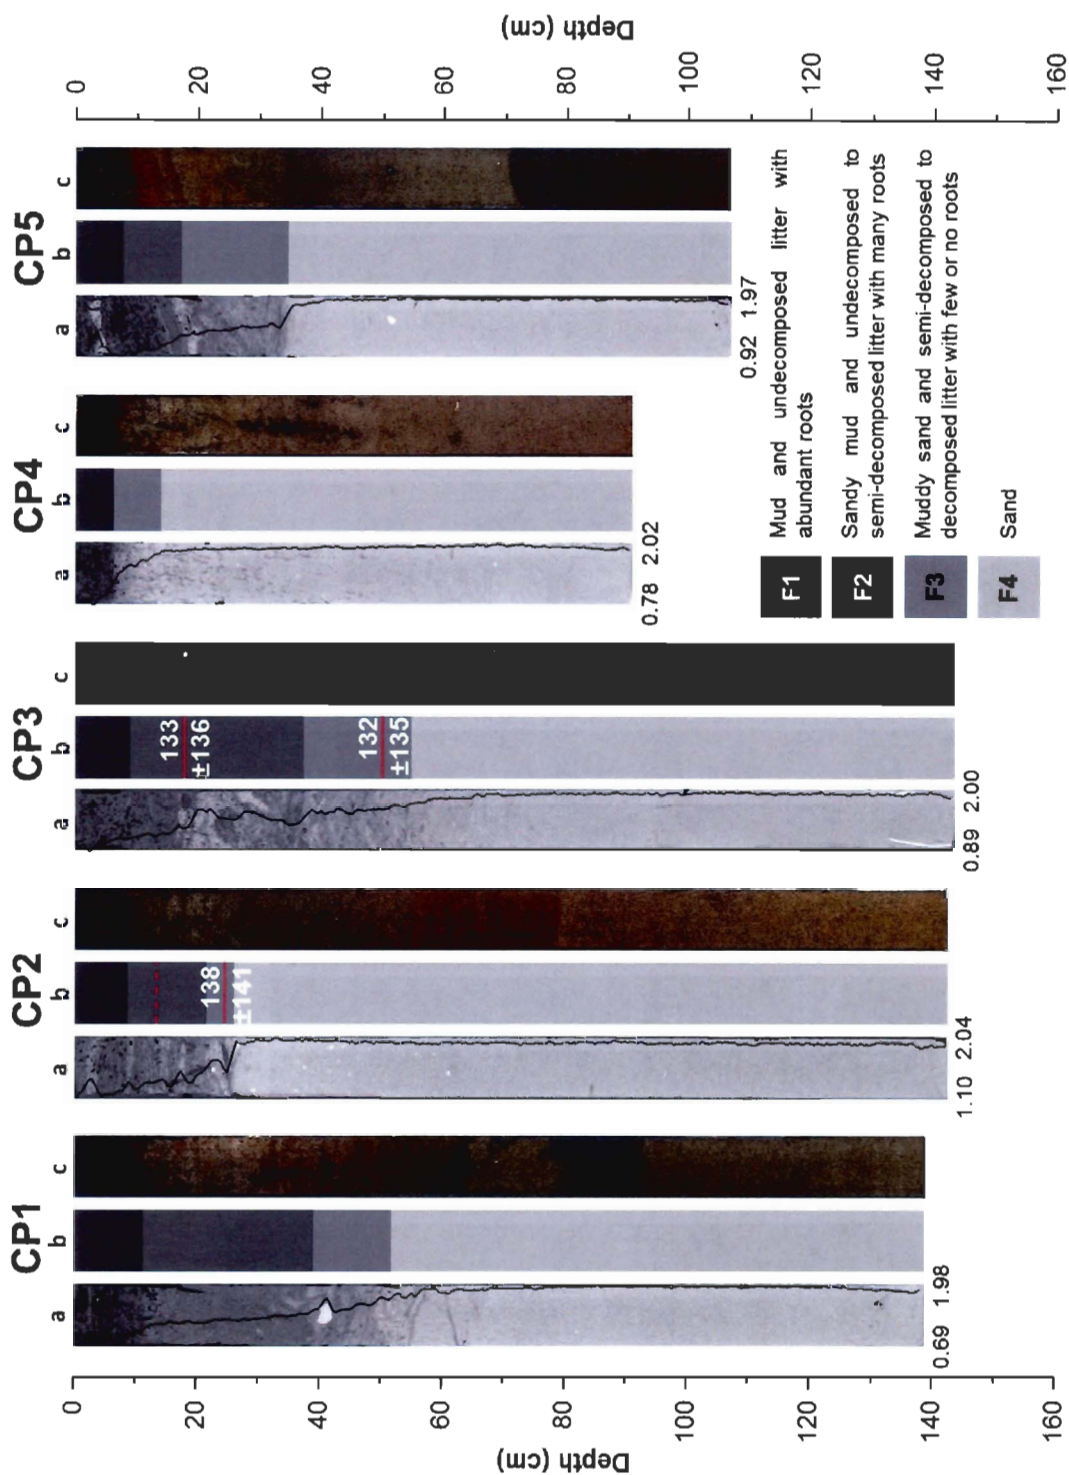 CP1
CP2
CP3
CP4
CP5
a
b
c
a
b
c
a
b
c
a
b
c
a
b
c
Depth (cm)
0
20
40
60
80
100
120
140
160
Depth (cm)
0
20
40
60
80
100
120
140
160
138
±141
133
±136
132
±135
0.69 1.98
1.10 2.04
0.89 2.00
0.78 2.02
0.92 1.97
F1
Mud and undecomposed litter with
abundant roots
F2
Sandy mud and undecomposed to
semi-decomposed litter with many roots
F3
Muddy sand and semi-decomposed to
decomposed litter with few or no roots
F4
Sand